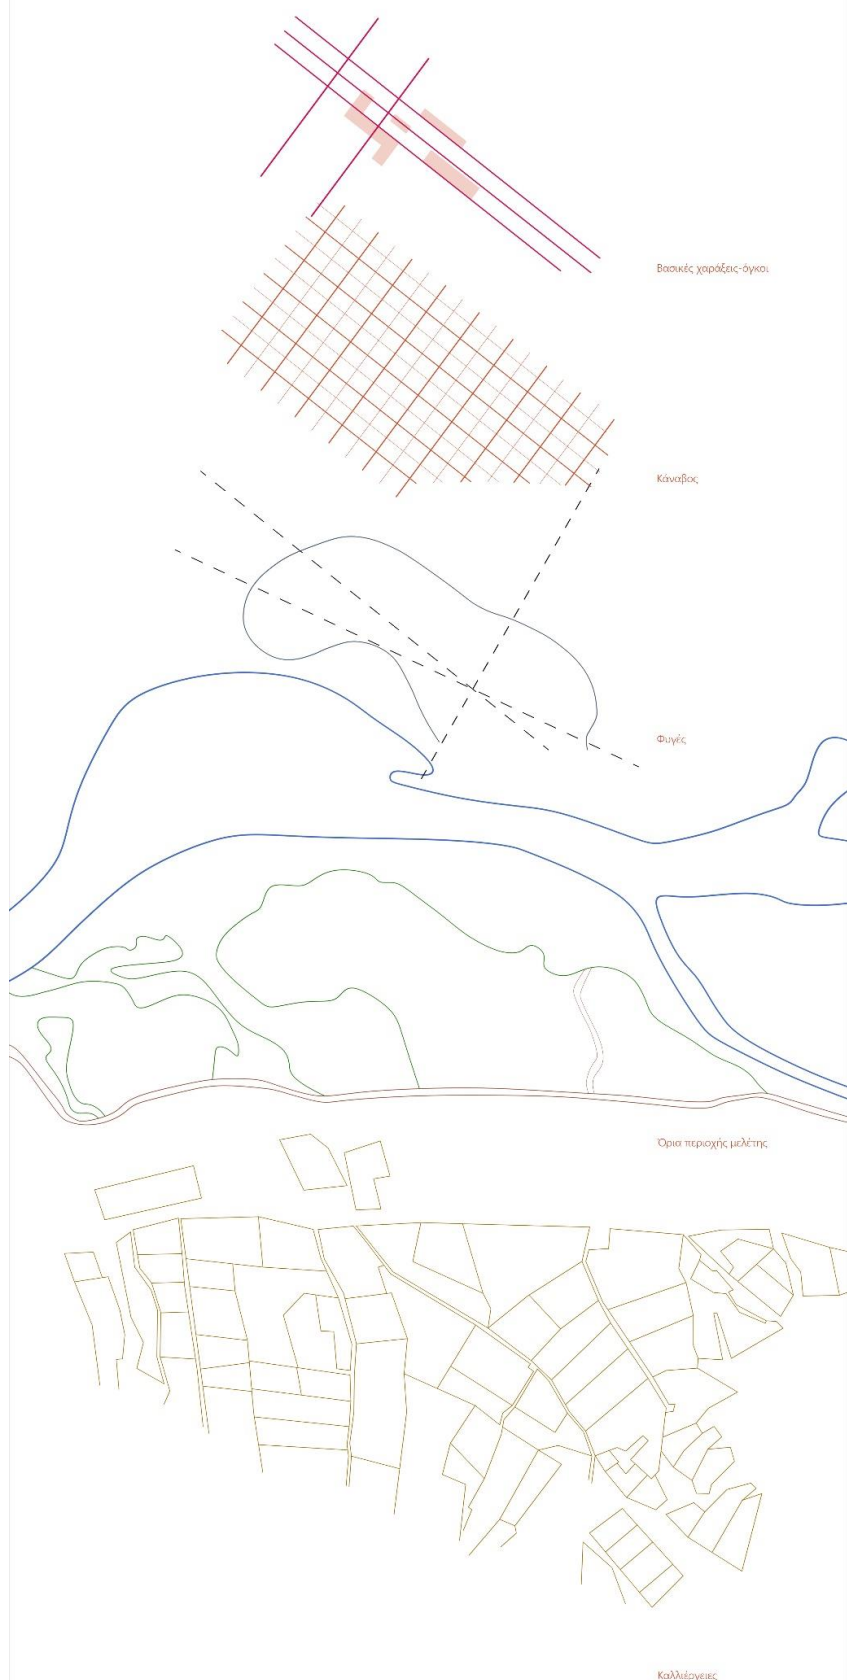 Βασικές χαράξεις-όγκοι
Κάναβος
Φυγές
Όρια περιοχής μελέτης
Καλλιέργειες